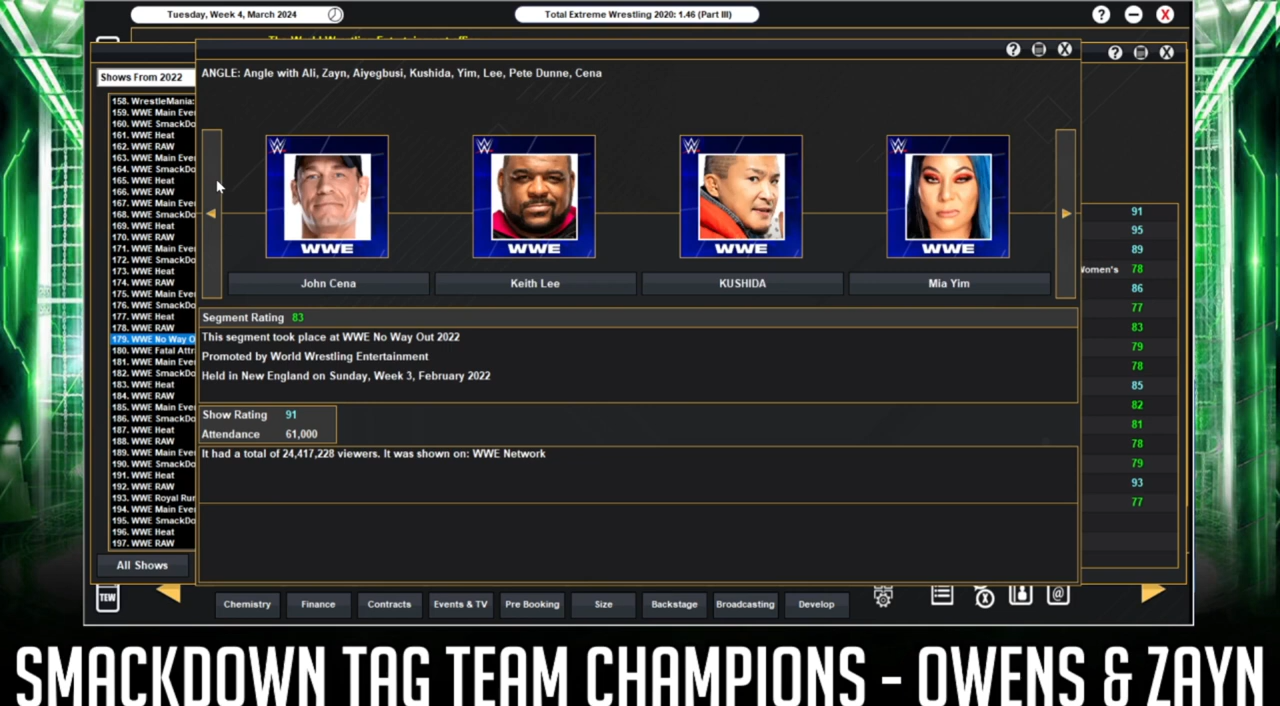 Tuesday, Week 4, March 2024
Total Extreme Wrestling 2020: 1.46 (Part III)
?
X
? X
? X
Shows From 2022
ANGLE: Angle with Ali, Zayn, Aiyegbusi, Kushida, Yim, Lee, Pete Dunne, Cena
158. WrestleMania:
159. WWE Main Ever
160. WWE SmackDo
161. WWE Heat
162. WWE RAW
163. WWE Main Ever
164. WWE SmackDo
165. WWE Heat
166. WWE RAW
167. WWE Main Ever
168. WWE SmackDo
169. WWE Heat
170. WWE RAW
171. WWE Main Ever
172. WWE SmackDo
173. WWE Heat
174. WWE RAW
175. WWE Main Ever
176. WWE SmackDo
177. WWE Heat
178. WWE RAW
179. WWE No Way O
180. WWE Fatal Attr
181. WWE Main Ever
182. WWE SmackDo
183. WWE Heat
184. WWE RAW
185. WWE Main Ever
186. WWE SmackDo
187. WWE Heat
188. WWE RAW
189. WWE Main Ever
190. WWE SmackDo
191. WWE Heat
192. WWE RAW
193. WWE Royal Rur
194. WWE Main Ever
195. WWE SmackDo
196. WWE Heat
197. WWE RAW
All Shows
W W W W
WWE WWE WWE WWE
John Cena
Keith Lee
KUSHIDA
Mia Yim
Segment Rating 83
This segment took place at WWE No Way Out 2022
Promoted by World Wrestling Entertainment
Held in New England on Sunday, Week 3, February 2022
Show Rating 91
Attendance 61,000
It had a total of 24,417,228 viewers. It was shown on: WWE Network
91
95
89
Women's 78
86
77
83
79
78
85
82
81
78
79
93
77
TEW
Chemistry
Finance
Contracts
Events & TV
Pre Booking
Size
Backstage
Broadcasting
Develop
@
SMACKDOWN TAG TEAM CHAMPIONS - OWENS & ZAYN